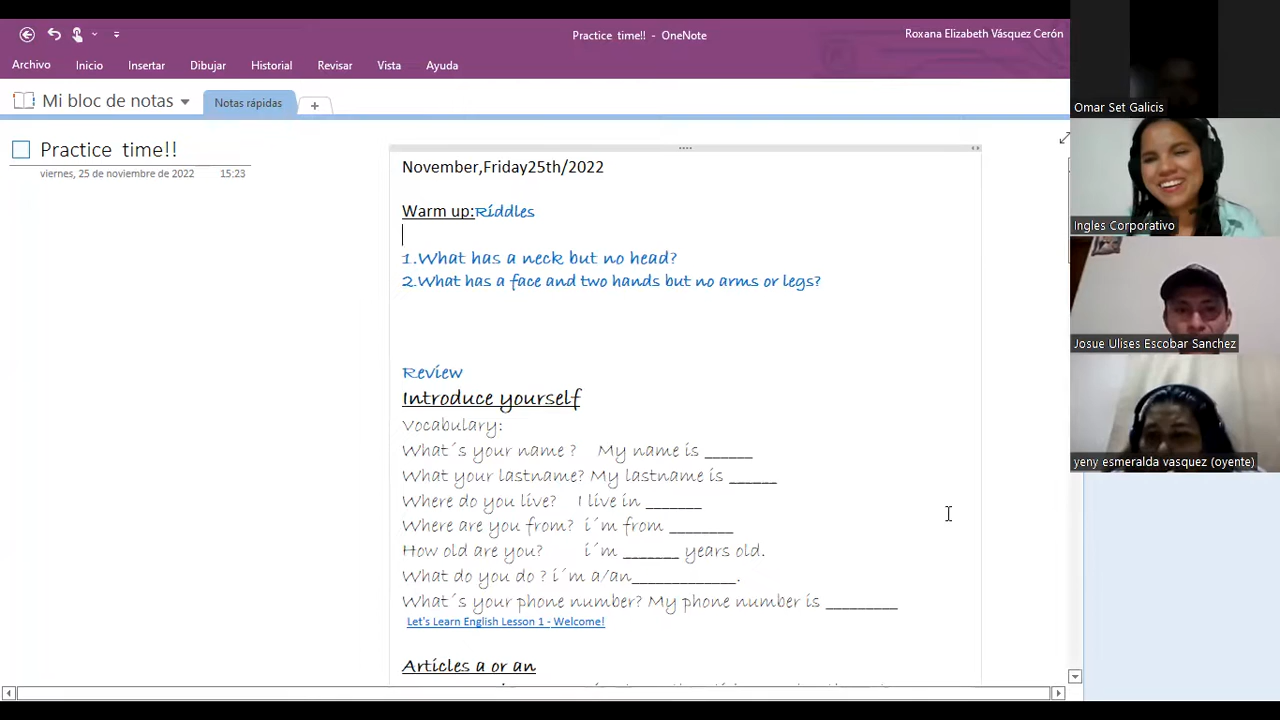 Practice time!! - OneNote
Roxana Elizabeth Vásquez Cerón
Archivo Inicio Insertar Dibujar Historial Revisar Vista Ayuda
Mi bloc de notas
Notas rápidas
Practice time!!
viernes, 25 de noviembre de 2022 15:23
November,Friday25th/2022
Warm up:Riddles
1.What has a neck but no head?
2.What has a face and two hands but no arms or legs?
Review
Introduce yourself
Vocabulary:
What´s your name ? My name is ______
What your lastname? My lastname is ______
Where do you live? I live in _______
Where are you from? i´m from ________
How old are you? i´m _______ years old.
What do you do ? i´m a/an_____________.
What´s your phone number? My phone number is _________
Let's Learn English Lesson 1 - Welcome!
Articles a or an
Omar Set Galicis
Ingles Corporativo
Josue Ulises Escobar Sanchez
yeny esmeralda vasquez (oyente)